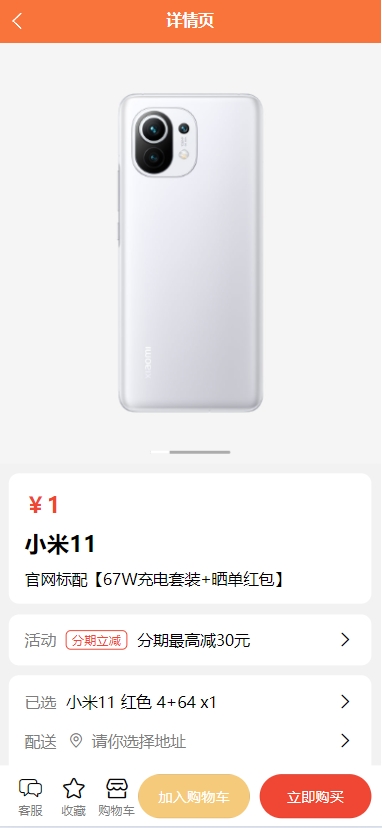 详情页
￥1
小米11
官网标配【67W充电套装+晒单红包】
活动 分期立减 分期最高减30元
已选 小米11 红色 4+64 x1
配送 请你选择地址
客服 收藏 购物车 加入购物车 立即购买